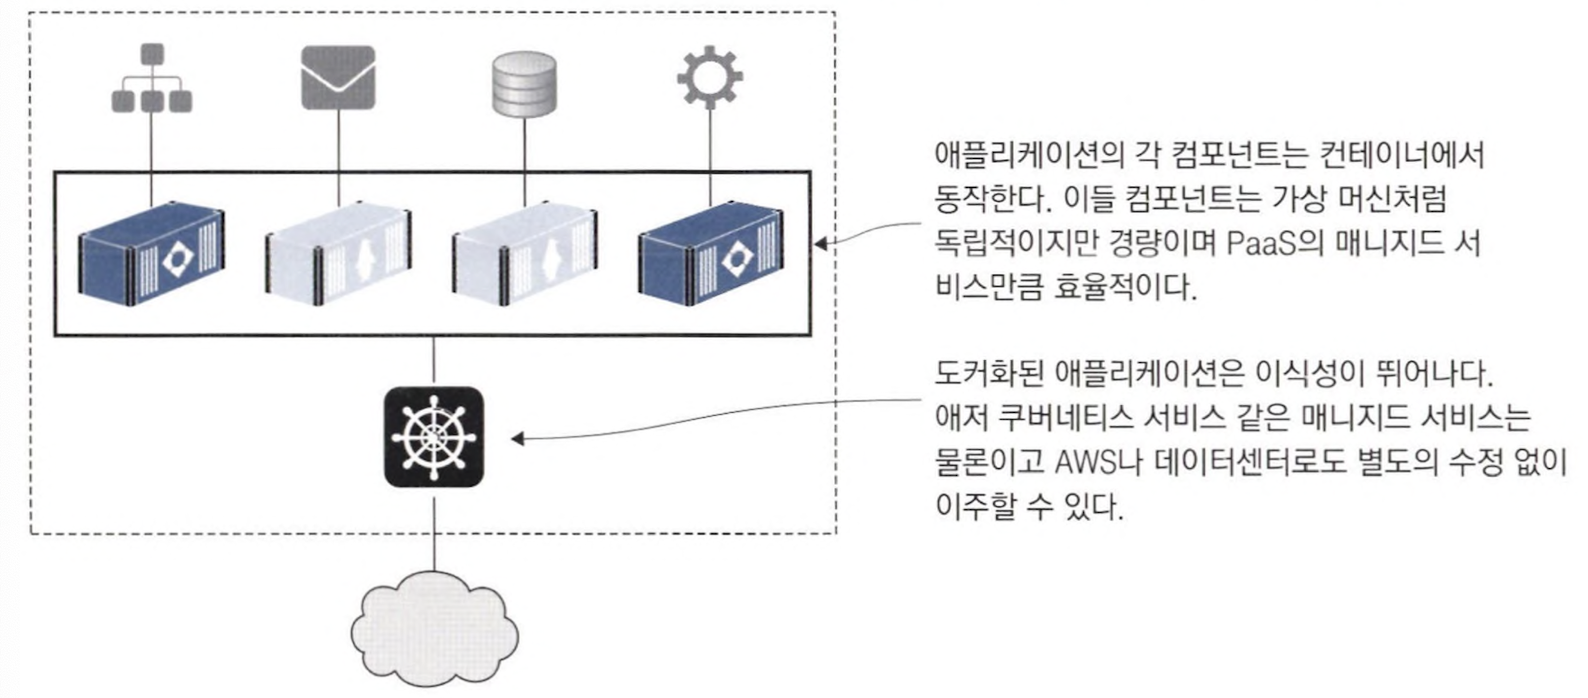 애플리케이션의 각 컴포넌트는 컨테이너에서
동작한다. 이들 컴포넌트는 가상 머신처럼
독립적이지만 경량이며 PaaS의 매니지드 서
비스만큼 효율적이다.
도커화된 애플리케이션은 이식성이 뛰어나다.
애저 쿠버네티스 서비스 같은 매니지드 서비스는
물론이고 AWS나 데이터센터로도 별도의 수정 없이
이주할 수 있다.